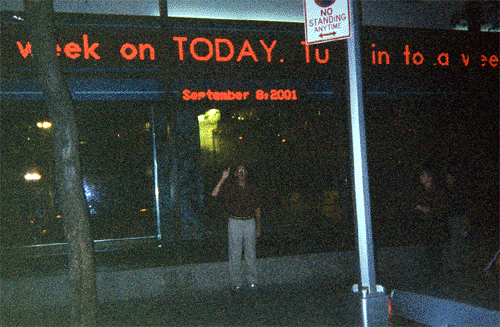 NO
STANDING
ANYTIME
week on TODAY. Tu in to a wee
September 8, 2001